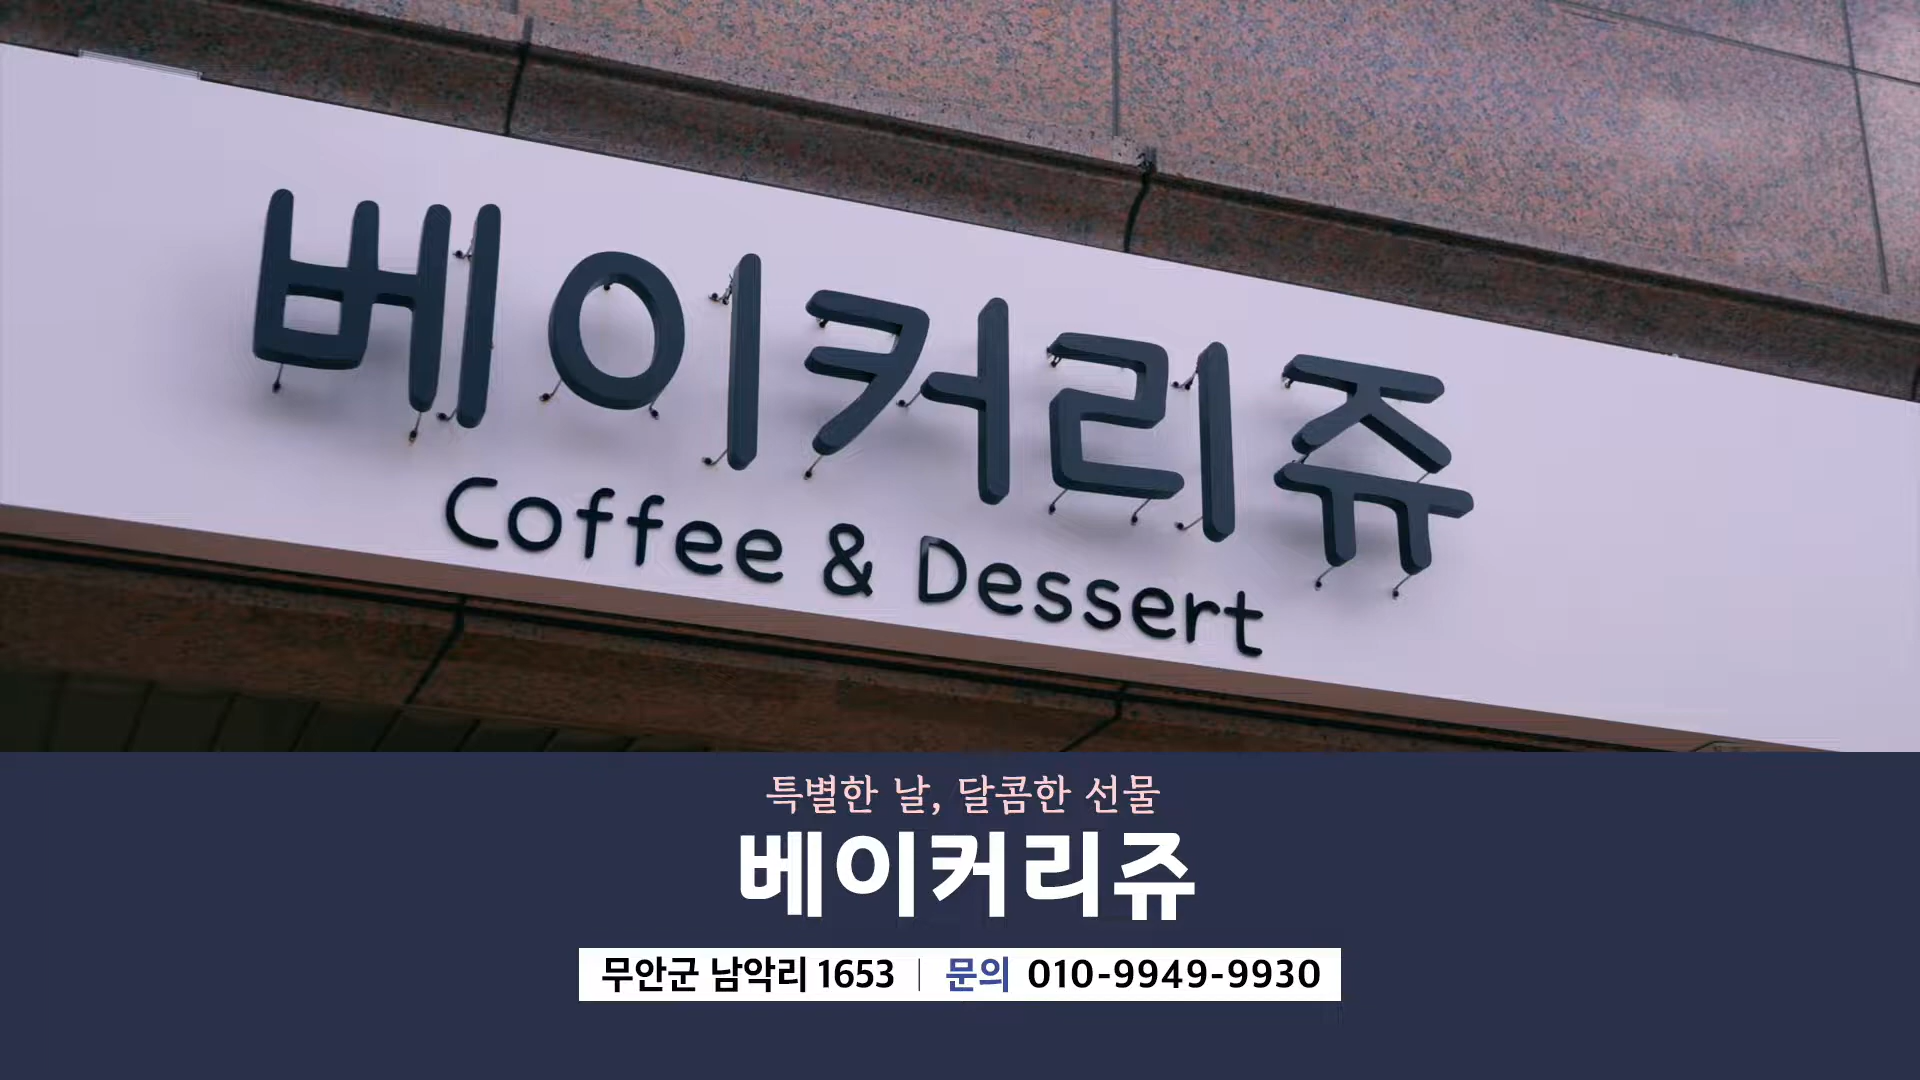 베이커리쥬
Coffee & Dessert
특별한 날, 달콤한 선물
베이커리쥬
무안군 남악리 1653 | 문의 010-9949-9930